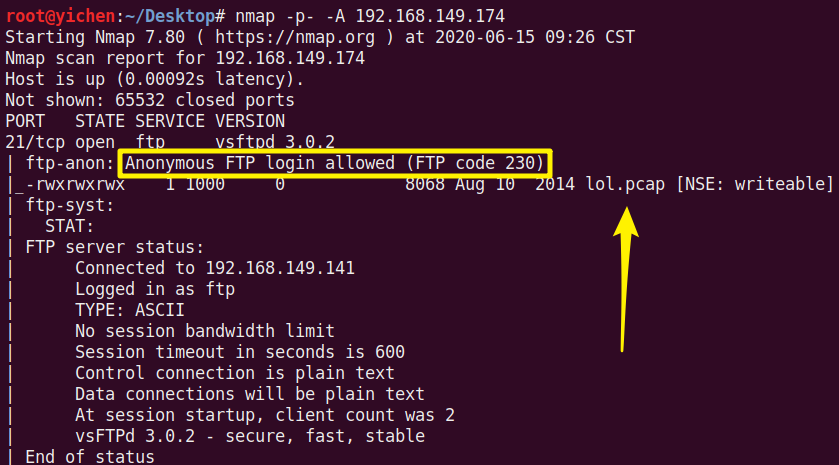 root@yichen:~/Desktop# nmap -p- -A 192.168.149.174
Starting Nmap 7.80 ( https://nmap.org ) at 2020-06-15 09:26 CST
Nmap scan report for 192.168.149.174
Host is up (0.00092s latency).
Not shown: 65532 closed ports
PORT   STATE SERVICE VERSION
21/tcp open  ftp     vsftpd 3.0.2
| ftp-anon: Anonymous FTP login allowed (FTP code 230)
|_-rwxrwxrwx    1 1000     0            8068 Aug 10  2014 lol.pcap [NSE: writeable]
| ftp-syst:
|   STAT:
| FTP server status:
|      Connected to 192.168.149.141
|      Logged in as ftp
|      TYPE: ASCII
|      No session bandwidth limit
|      Session timeout in seconds is 600
|      Control connection is plain text
|      Data connections will be plain text
|      At session startup, client count was 2
|      vsFTPd 3.0.2 - secure, fast, stable
| End of status